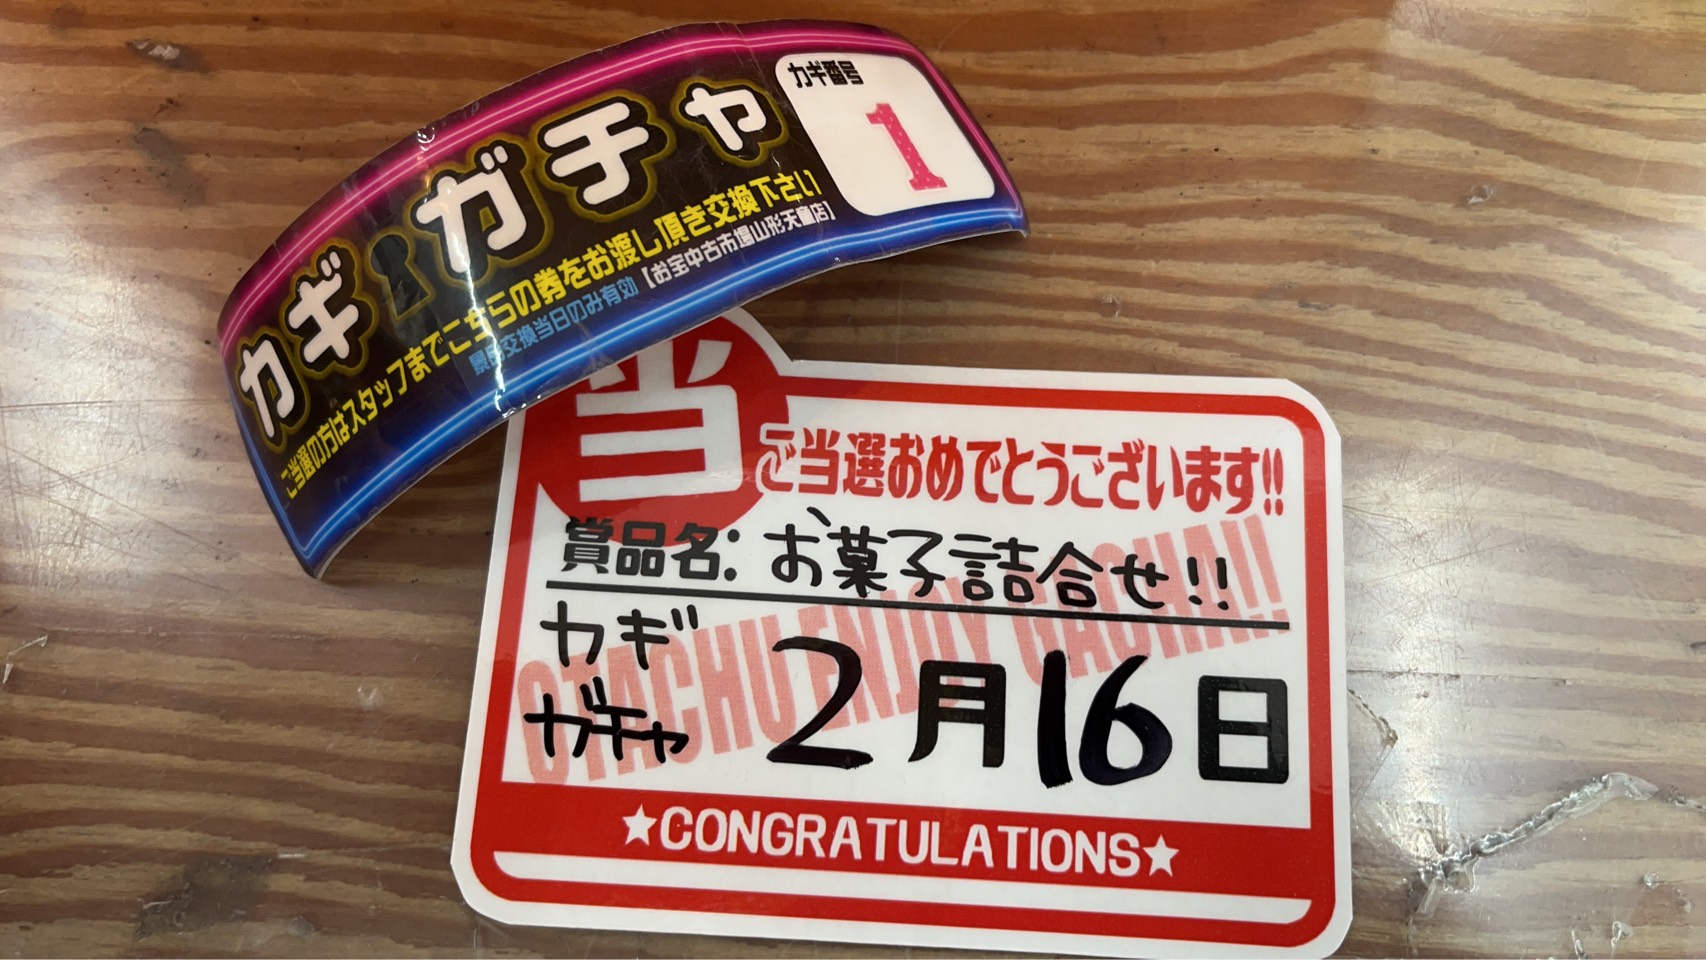 カギガチャ
カギ番号
1
ご当選の方はスタッフまでこちらの券をお渡し頂き交換下さい
景品交換当日のみ有効【お宝中古市場山形天童店】
当
ご当選おめでとうございます!!
賞品名:お菓子詰合せ!!
カギ
ガチャ
2月16日
OTACHU ENJOY GACHA!!!
★CONGRATULATIONS★